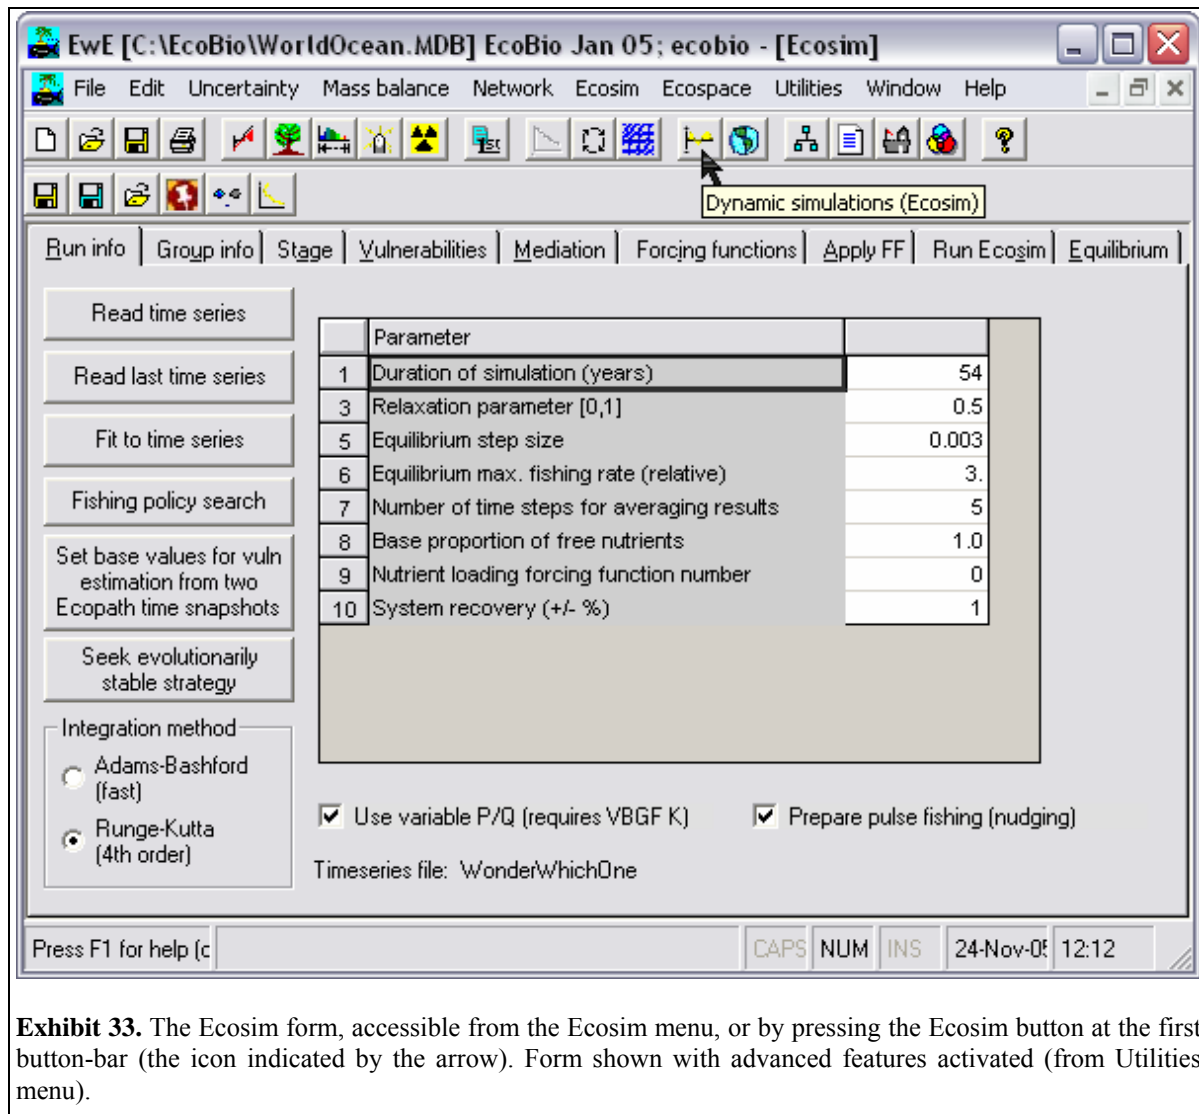 EwE [C:\EcoBio\WorldOcean.MDB] EcoBio Jan 05; ecobio - [Ecosim]
File Edit Uncertainty Mass balance Network Ecosim Ecospace Utilities Window Help
1st
Dynamic simulations (Ecosim)
Run info Group info Stage Vulnerabilities Mediation Forcing functions Apply FF Run Ecosim Equilibrium
Read time series
Read last time series
Fit to time series
Fishing policy search
Set base values for vuln
estimation from two
Ecopath time snapshots
Seek evolutionarily
stable strategy
Integration method
Adams-Bashford
(fast)
Runge-Kutta
(4th order)
Parameter
1 Duration of simulation (years) 54
3 Relaxation parameter [0,1] 0.5
5 Equilibrium step size 0.003
6 Equilibrium max. fishing rate (relative) 3.
7 Number of time steps for averaging results 5
8 Base proportion of free nutrients 1.0
9 Nutrient loading forcing function number 0
10 System recovery (+/- %) 1
Use variable P/Q (requires VBGF K) Prepare pulse fishing (nudging)
Timeseries file: WonderWhichOne
Press F1 for help (c CAPS NUM INS 24-Nov-05 12:12
Exhibit 33. The Ecosim form, accessible from the Ecosim menu, or by pressing the Ecosim button at the first
button-bar (the icon indicated by the arrow). Form shown with advanced features activated (from Utilities
menu).